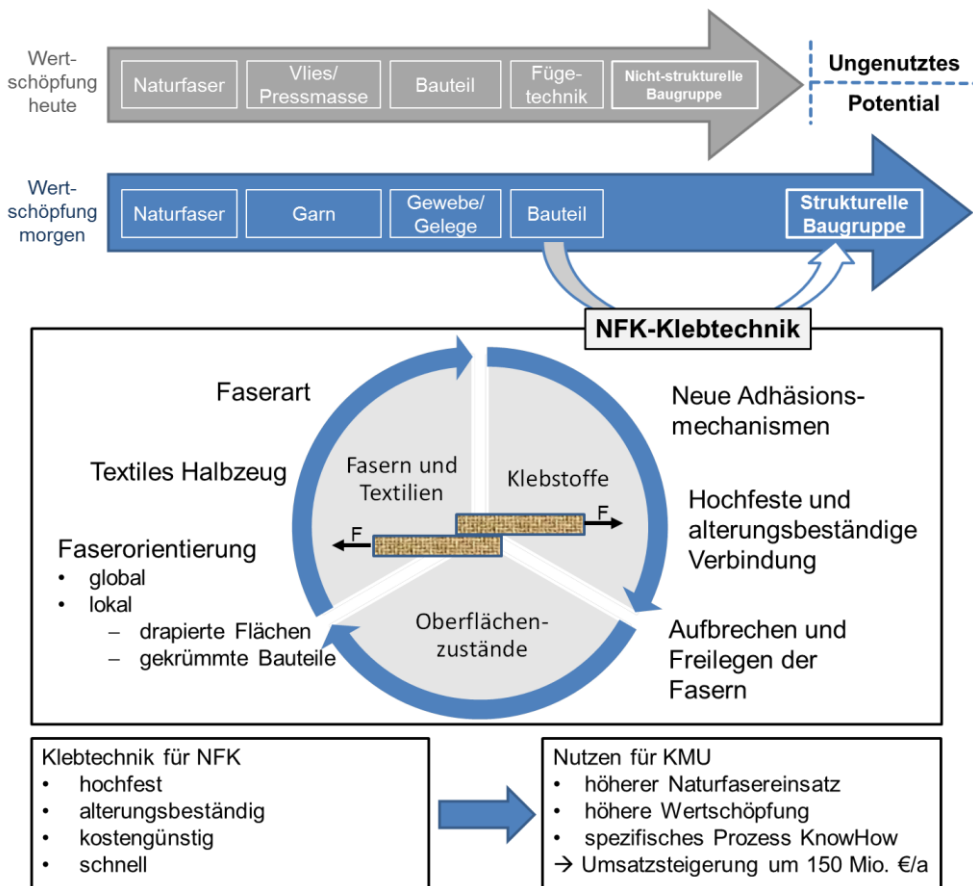 Wert-
schöpfung
heute
Naturfaser
Vlies/
Pressmasse
Bauteil
Füge-
technik
Nicht-strukturelle
Baugruppe
Ungenutztes
Potential
Wert-
schöpfung
morgen
Naturfaser
Garn
Gewebe/
Gelege
Bauteil
Strukturelle
Baugruppe
NFK-Klebtechnik
Faserart
Textiles Halbzeug
Faserorientierung
• global
• lokal
– drapierte Flächen
– gekrümmte Bauteile
Fasern und
Textilien
Klebstoffe
F
F
Oberflächen-
zustände
Neue Adhäsions-
mechanismen
Hochfeste und
alterungsbeständige
Verbindung
Aufbrechen und
Freilegen der
Fasern
Klebtechnik für NFK
• hochfest
• alterungsbeständig
• kostengünstig
• schnell
Nutzen für KMU
• höherer Naturfasereinsatz
• höhere Wertschöpfung
• spezifisches Prozess KnowHow
→ Umsatzsteigerung um 150 Mio. €/a